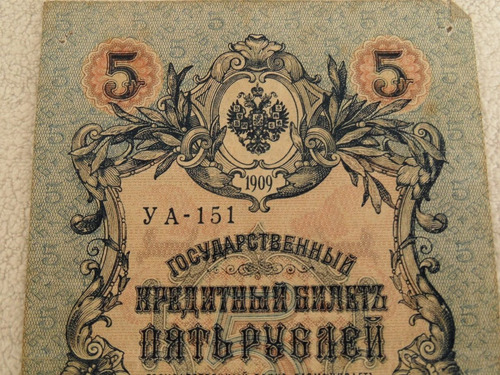 5 5
1909
УА-151
ГОСУДАРСТВЕННЫЙ
КРЕДИТНЫЙ БИЛЕТЪ
ПЯТЬ РУБЛЕЙ